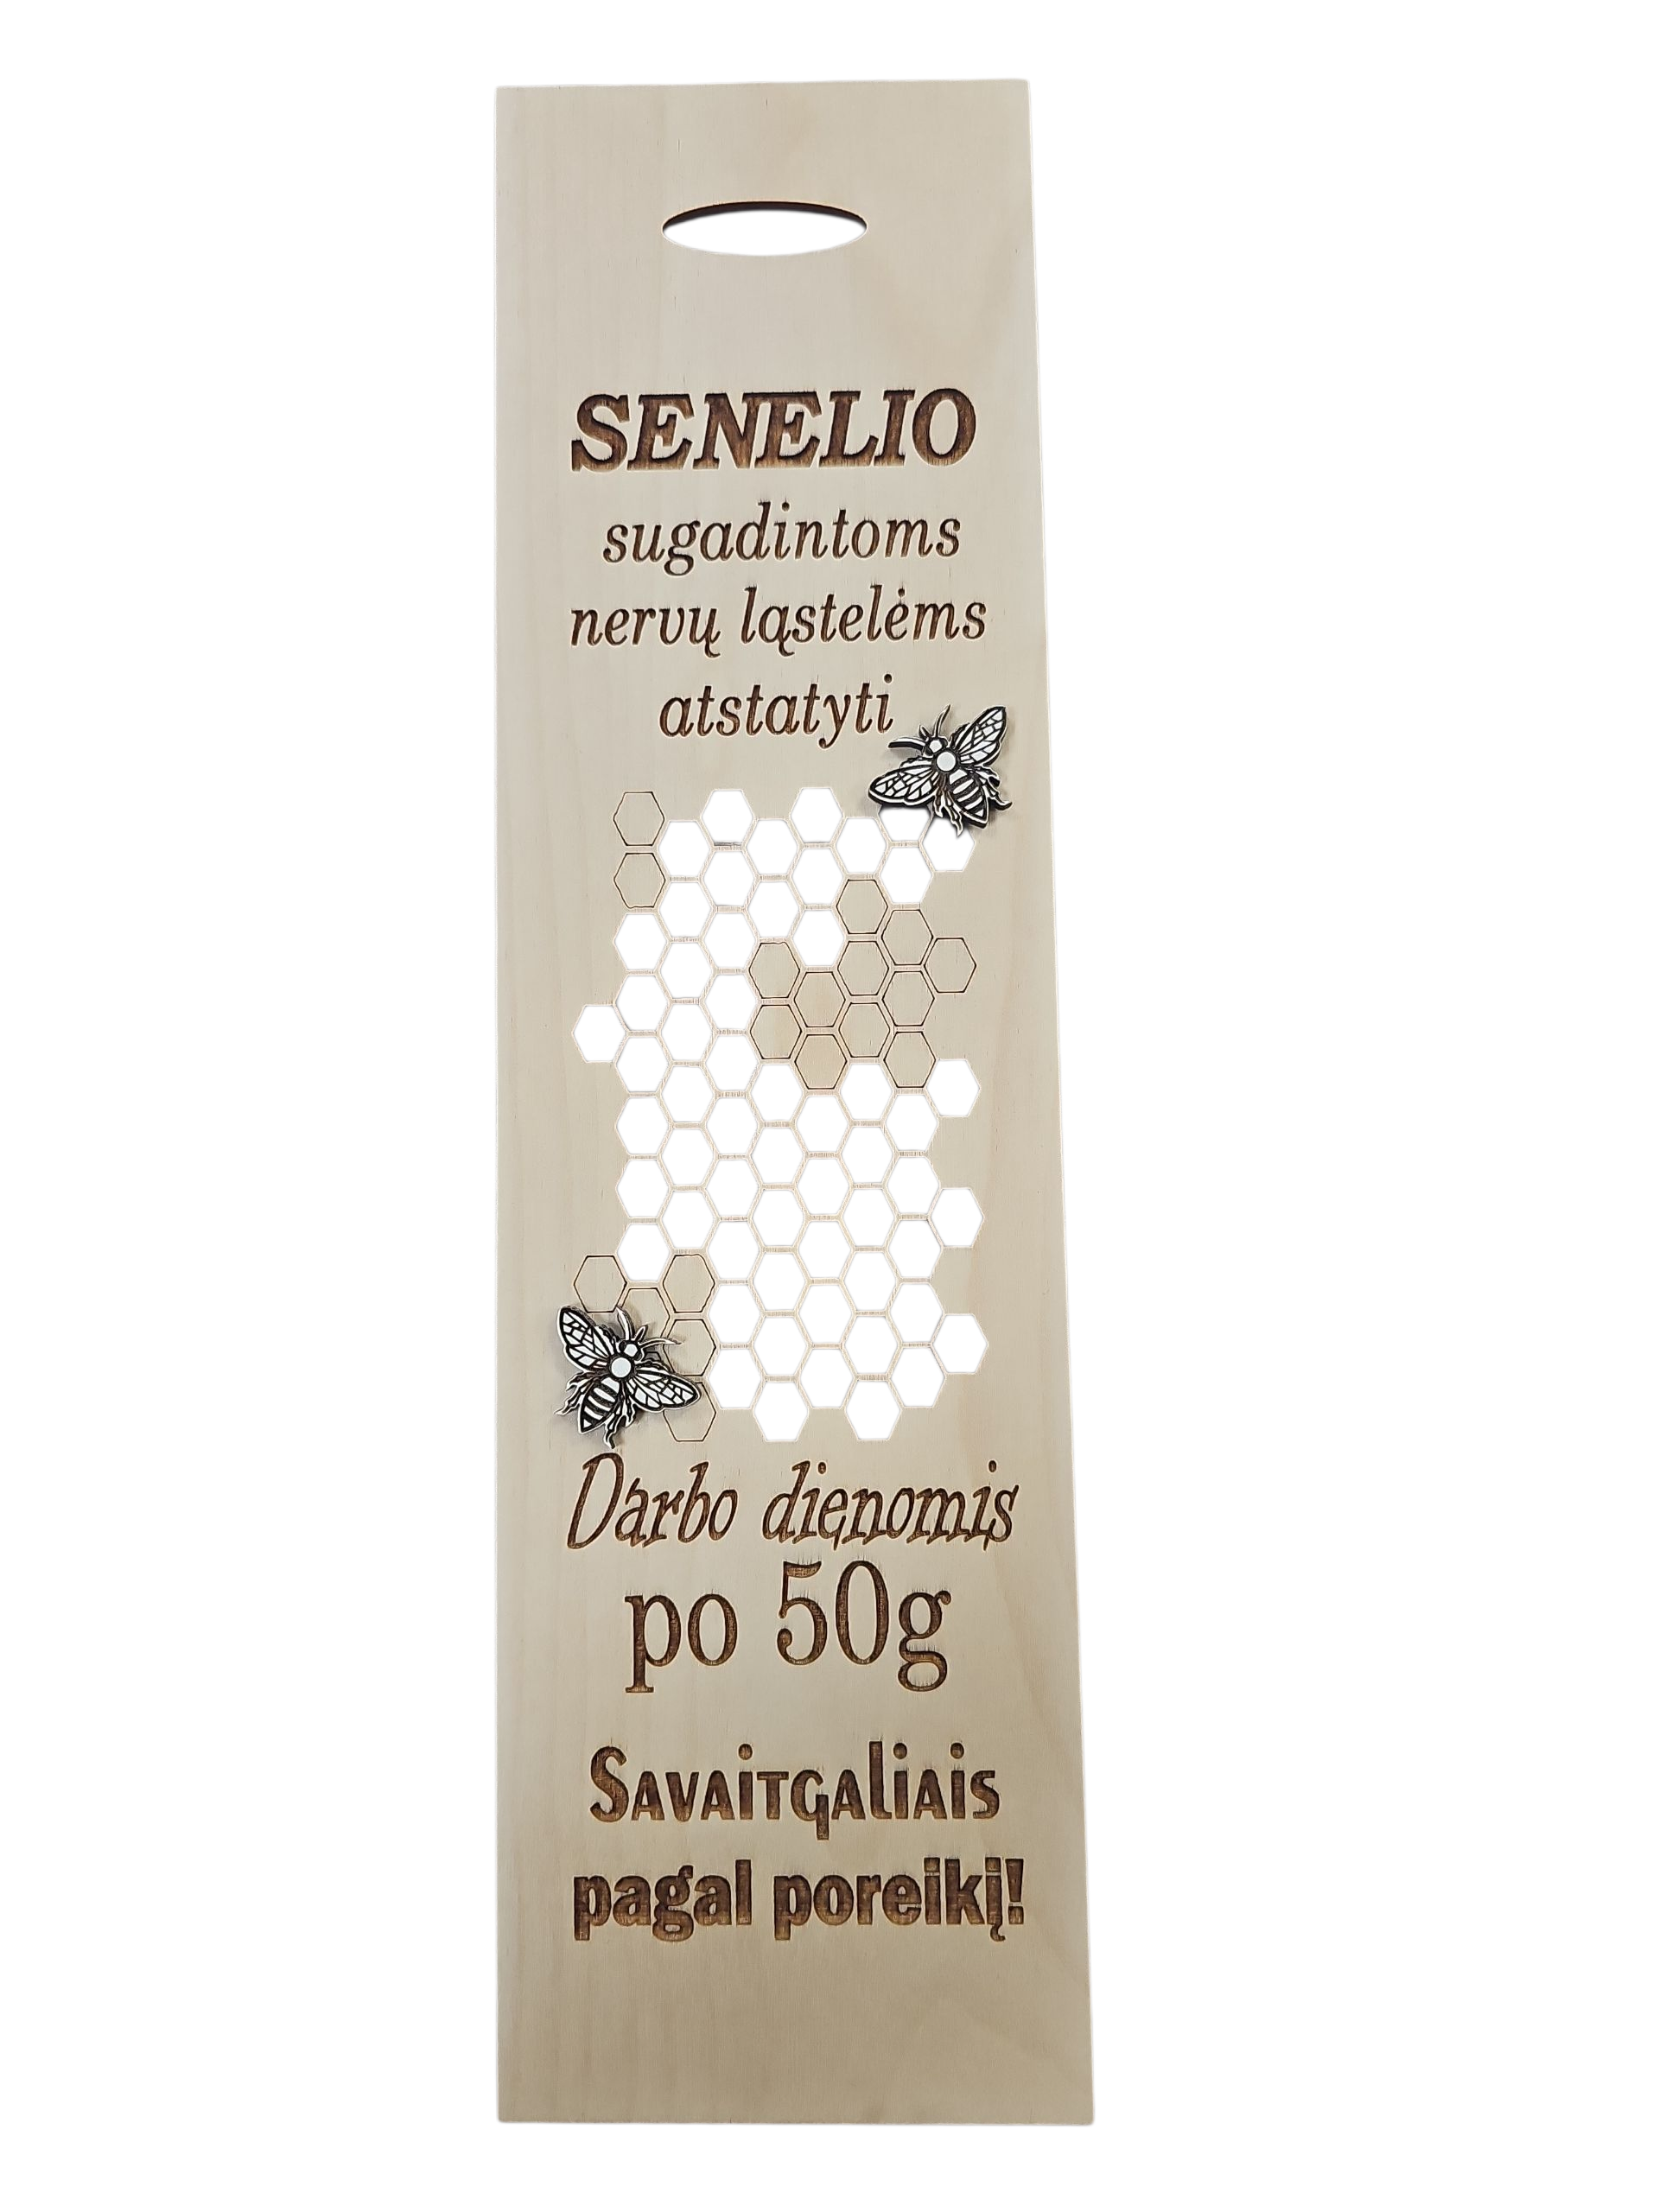 SENELIO
sugadintoms
nervų ląstelėms
atstatyti
Darbo dienomis
po 50g
Savaitgaliais
pagal poreikį!